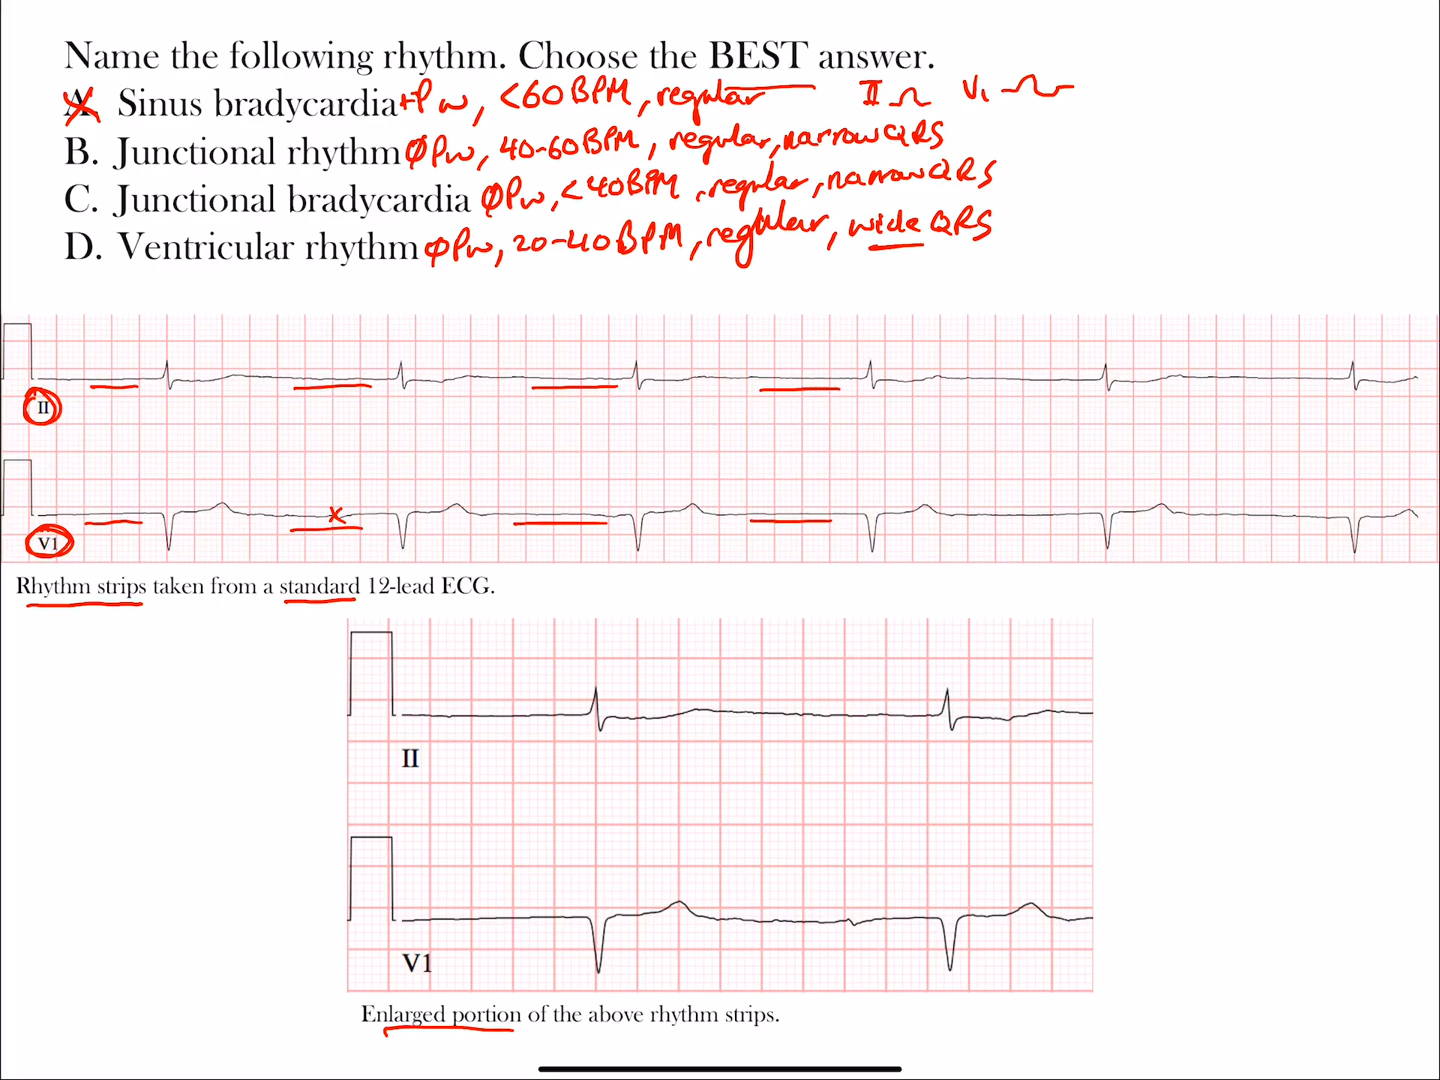 Name the following rhythm. Choose the BEST answer.
A. Sinus bradycardia +Pw, <60 BPM, regular II V1
B. Junctional rhythm ØPw, 40-60 BPM, regular, narrow QRS
C. Junctional bradycardia ØPw, <40 BPM, regular, narrow QRS
D. Ventricular rhythm ØPw, 20-40 BPM, regular, wide QRS
II
x
V1
Rhythm strips taken from a standard 12-lead ECG.
II
V1
Enlarged portion of the above rhythm strips.